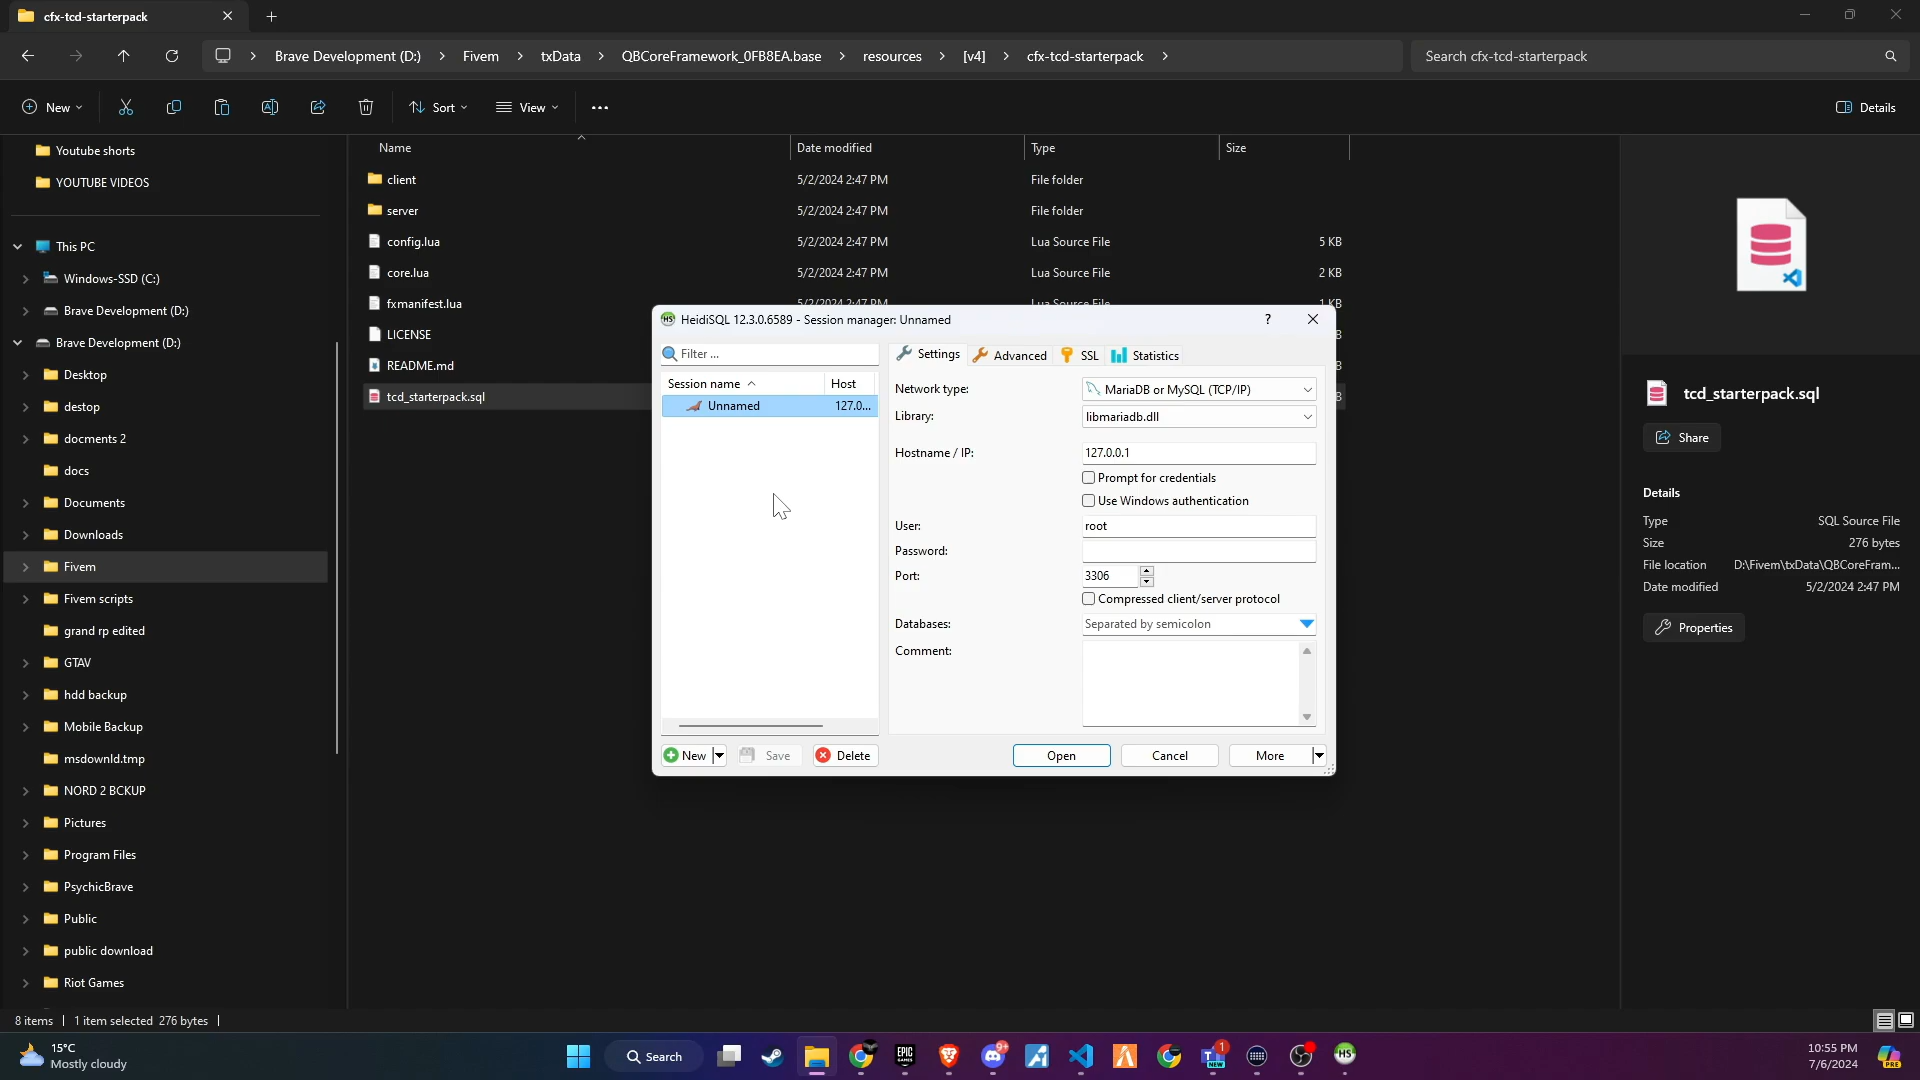 cfx-tcd-starterpack
Brave Development (D:) > Fivem > txData > QBCoreFramework_0FB8EA.base > resources > [v4] > cfx-tcd-starterpack >
Search cfx-tcd-starterpack
New
Sort
View
Details
Youtube shorts
YOUTUBE VIDEOS
This PC
Windows-SSD (C:)
Brave Development (D:)
Brave Development (D:)
Desktop
destop
docments 2
docs
Documents
Downloads
Fivem
Fivem scripts
grand rp edited
GTAV
hdd backup
Mobile Backup
msdownld.tmp
NORD 2 BCKUP
Pictures
Program Files
PsychicBrave
Public
public download
Riot Games
Name Date modified Type Size
client 5/2/2024 2:47 PM File folder
server 5/2/2024 2:47 PM File folder
config.lua 5/2/2024 2:47 PM Lua Source File 5 KB
core.lua 5/2/2024 2:47 PM Lua Source File 2 KB
fxmanifest.lua 5/2/2024 2:47 PM Lua Source File 1 KB
LICENSE
README.md
tcd_starterpack.sql
HeidiSQL 12.3.0.6589 - Session manager: Unnamed
?
Filter ...
Session name Host
Unnamed 127.0...
Settings Advanced SSL Statistics
Network type: MariaDB or MySQL (TCP/IP)
Library: libmariadb.dll
Hostname / IP: 127.0.0.1
Prompt for credentials
Use Windows authentication
User: root
Password:
Port: 3306
Compressed client/server protocol
Databases: Separated by semicolon
Comment:
New Save Delete Open Cancel More
tcd_starterpack.sql
Share
Details
Type SQL Source File
Size 276 bytes
File location D:\Fivem\txData\QBCoreFram...
Date modified 5/2/2024 2:47 PM
Properties
8 items | 1 item selected 276 bytes |
15°C
Mostly cloudy
Search
10:55 PM
7/6/2024